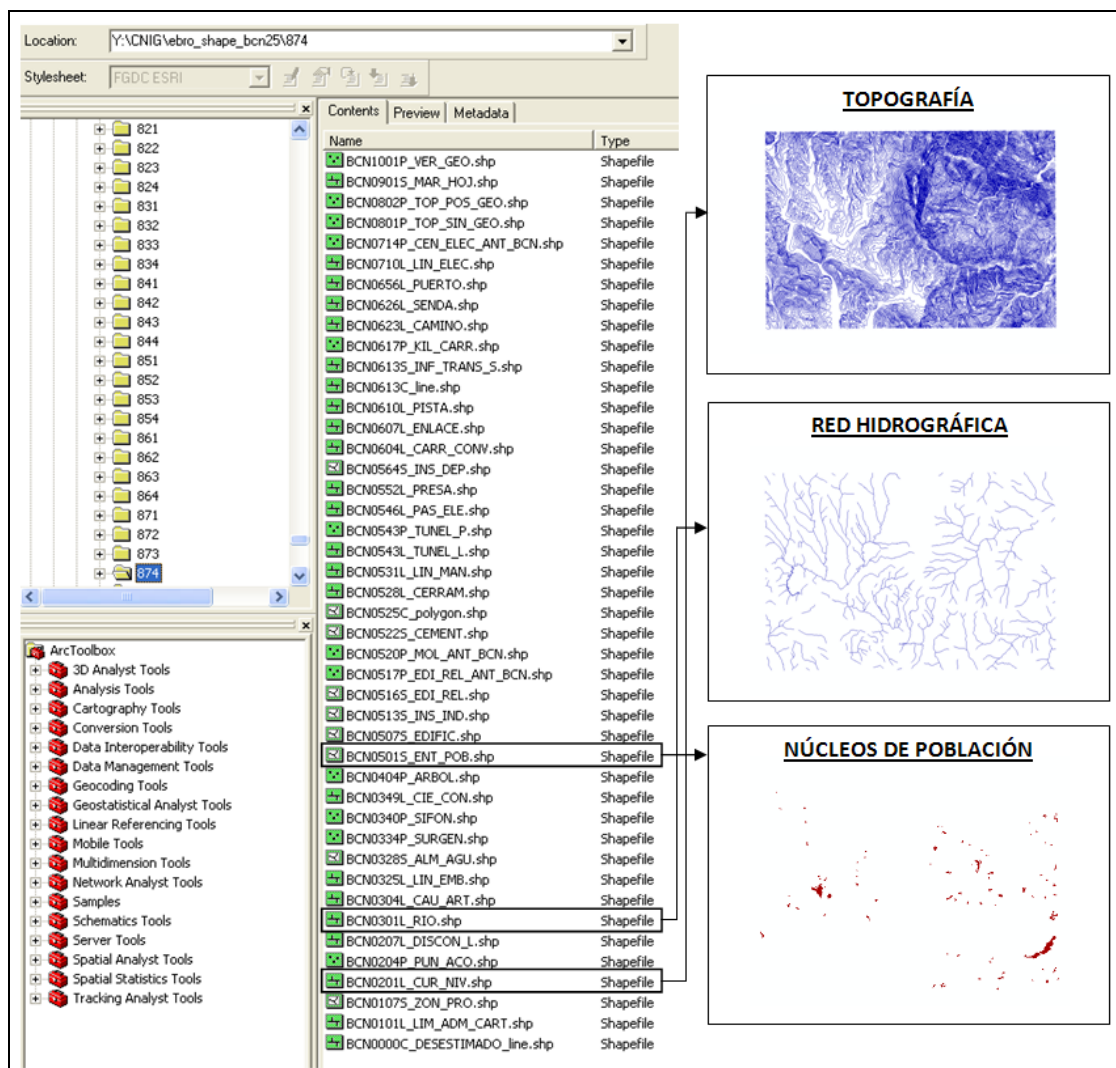 Location:
Y:\CNIG\ebro_shape_bcn25\874
Stylesheet:
FGDC ESRI
821
822
823
824
831
832
833
834
841
842
843
844
851
852
853
854
861
862
863
864
871
872
873
874
ArcToolbox
3D Analyst Tools
Analysis Tools
Cartography Tools
Conversion Tools
Data Interoperability Tools
Data Management Tools
Geocoding Tools
Geostatistical Analyst Tools
Linear Referencing Tools
Mobile Tools
Multidimension Tools
Network Analyst Tools
Samples
Schematics Tools
Server Tools
Spatial Analyst Tools
Spatial Statistics Tools
Tracking Analyst Tools
Contents Preview Metadata
Name Type
BCN1001P_VER_GEO.shp Shapefile
BCN0901S_MAR_HOJ.shp Shapefile
BCN0802P_TOP_POS_GEO.shp Shapefile
BCN0801P_TOP_SIN_GEO.shp Shapefile
BCN0714P_CEN_ELEC_ANT_BCN.shp Shapefile
BCN0710L_LIN_ELEC.shp Shapefile
BCN0656L_PUERTO.shp Shapefile
BCN0626L_SENDA.shp Shapefile
BCN0623L_CAMINO.shp Shapefile
BCN0617P_KIL_CARR.shp Shapefile
BCN0613S_INF_TRANS_S.shp Shapefile
BCN0613C_line.shp Shapefile
BCN0610L_PISTA.shp Shapefile
BCN0607L_ENLACE.shp Shapefile
BCN0604L_CARR_CONV.shp Shapefile
BCN0564S_INS_DEP.shp Shapefile
BCN0552L_PRESA.shp Shapefile
BCN0546L_PAS_ELE.shp Shapefile
BCN0543P_TUNEL_P.shp Shapefile
BCN0543L_TUNEL_L.shp Shapefile
BCN0531L_LIN_MAN.shp Shapefile
BCN0528L_CERRAM.shp Shapefile
BCN0525C_polygon.shp Shapefile
BCN0522S_CEMENT.shp Shapefile
BCN0520P_MOL_ANT_BCN.shp Shapefile
BCN0517P_EDI_REL_ANT_BCN.shp Shapefile
BCN0516S_EDI_REL.shp Shapefile
BCN0513S_INS_IND.shp Shapefile
BCN0507S_EDIFIC.shp Shapefile
BCN0501S_ENT_POB.shp Shapefile
BCN0404P_ARBOL.shp Shapefile
BCN0349L_CIE_CON.shp Shapefile
BCN0340P_SIFON.shp Shapefile
BCN0334P_SURGEN.shp Shapefile
BCN0328S_ALM_AGU.shp Shapefile
BCN0325L_LIN_EMB.shp Shapefile
BCN0304L_CAU_ART.shp Shapefile
BCN0301L_RIO.shp Shapefile
BCN0207L_DISCON_L.shp Shapefile
BCN0204P_PUN_ACO.shp Shapefile
BCN0201L_CUR_NIV.shp Shapefile
BCN0107S_ZON_PRO.shp Shapefile
BCN0101L_LIM_ADM_CART.shp Shapefile
BCN0000C_DESESTIMADO_line.shp Shapefile
TOPOGRAFÍA
RED HIDROGRÁFICA
NÚCLEOS DE POBLACIÓN